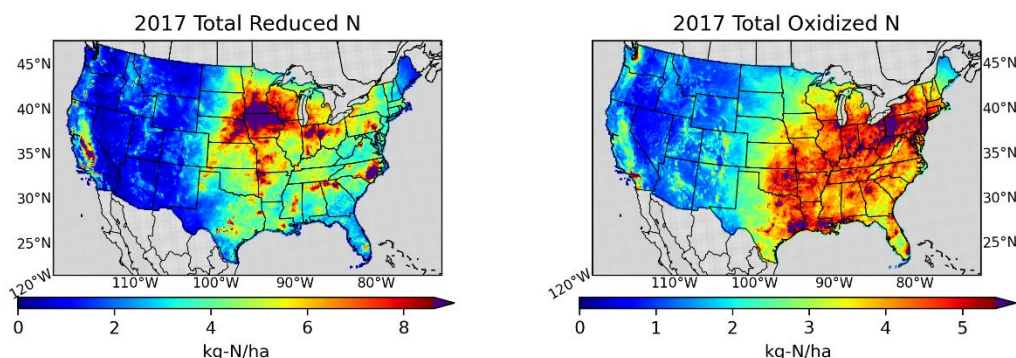 2017 Total Reduced N
45°N
40°N
35°N
30°N
25°N
120°W
110°W
100°W
90°W
80°W
0 2 4 6 8
kg-N/ha
2017 Total Oxidized N
45°N
40°N
35°N
30°N
25°N
120°W
110°W
100°W
90°W
80°W
0 1 2 3 4 5
kg-N/ha